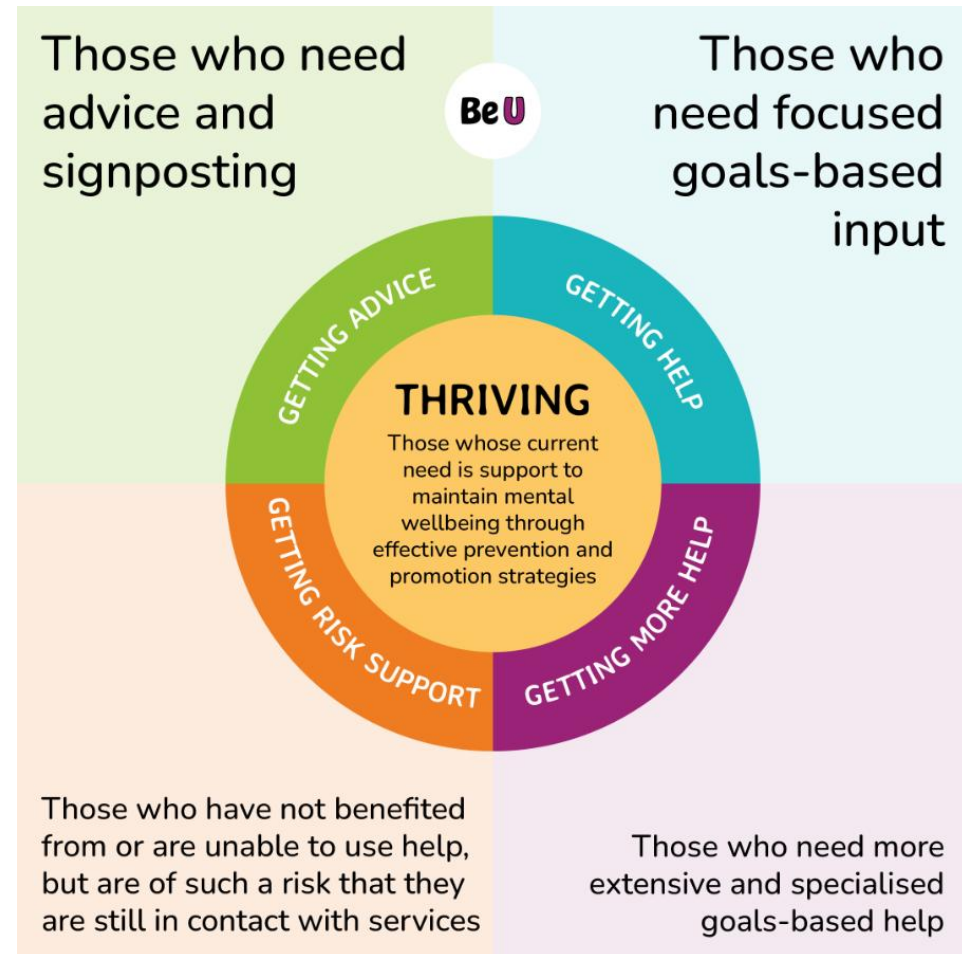 Those who need
advice and
signposting
BeU
Those who
need focused
goals-based
input
GETTING ADVICE
GETTING HELP
THRIVING
Those whose current
need is support to
maintain mental
wellbeing through
effective prevention and
promotion strategies
GETTING RISK SUPPORT
GETTING MORE HELP
Those who have not benefited
from or are unable to use help,
but are of such a risk that they
are still in contact with services
Those who need more
extensive and specialised
goals-based help